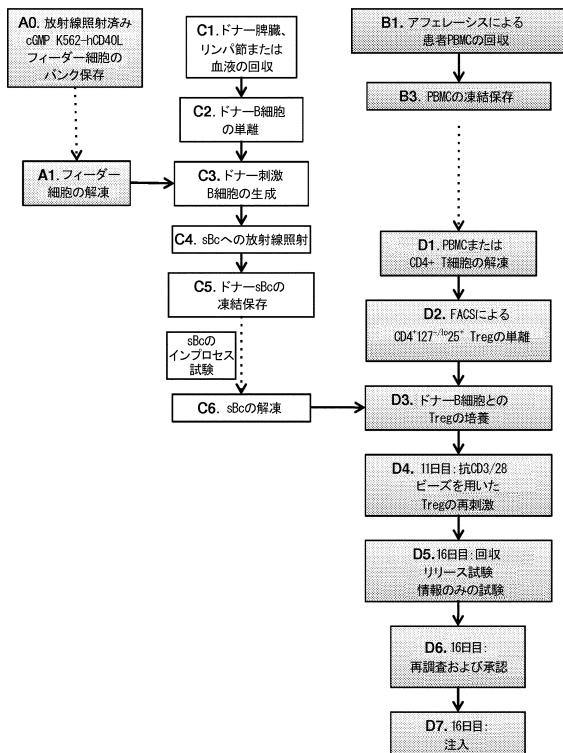 A0. 放射線照射済み
cGMP K562-hCD40L
フィーダー細胞の
バンク保存
A1. フィーダー
細胞の解凍
C1. ドナー脾臓、
リンパ節または
血液の回収
C2. ドナーB細胞
の単離
C3. ドナー刺激
B細胞の生成
C4. sBcへの放射線照射
C5. ドナーsBcの
凍結保存
sBcの
インプロセス
試験
C6. sBcの解凍
B1. アフェレーシスによる
患者PBMCの回収
B3. PBMCの凍結保存
D1. PBMCまたは
CD4+ T細胞の解凍
D2. FACSによる
CD4⁺127⁻/ˡᵒ25⁺ Tregの単離
D3. ドナーB細胞との
Tregの培養
D4. 11日目:抗CD3/28
ビーズを用いた
Tregの再刺激
D5. 16日目:回収
リリース試験
情報のみの試験
D6. 16日目:
再調査および承認
D7. 16日目:
注入